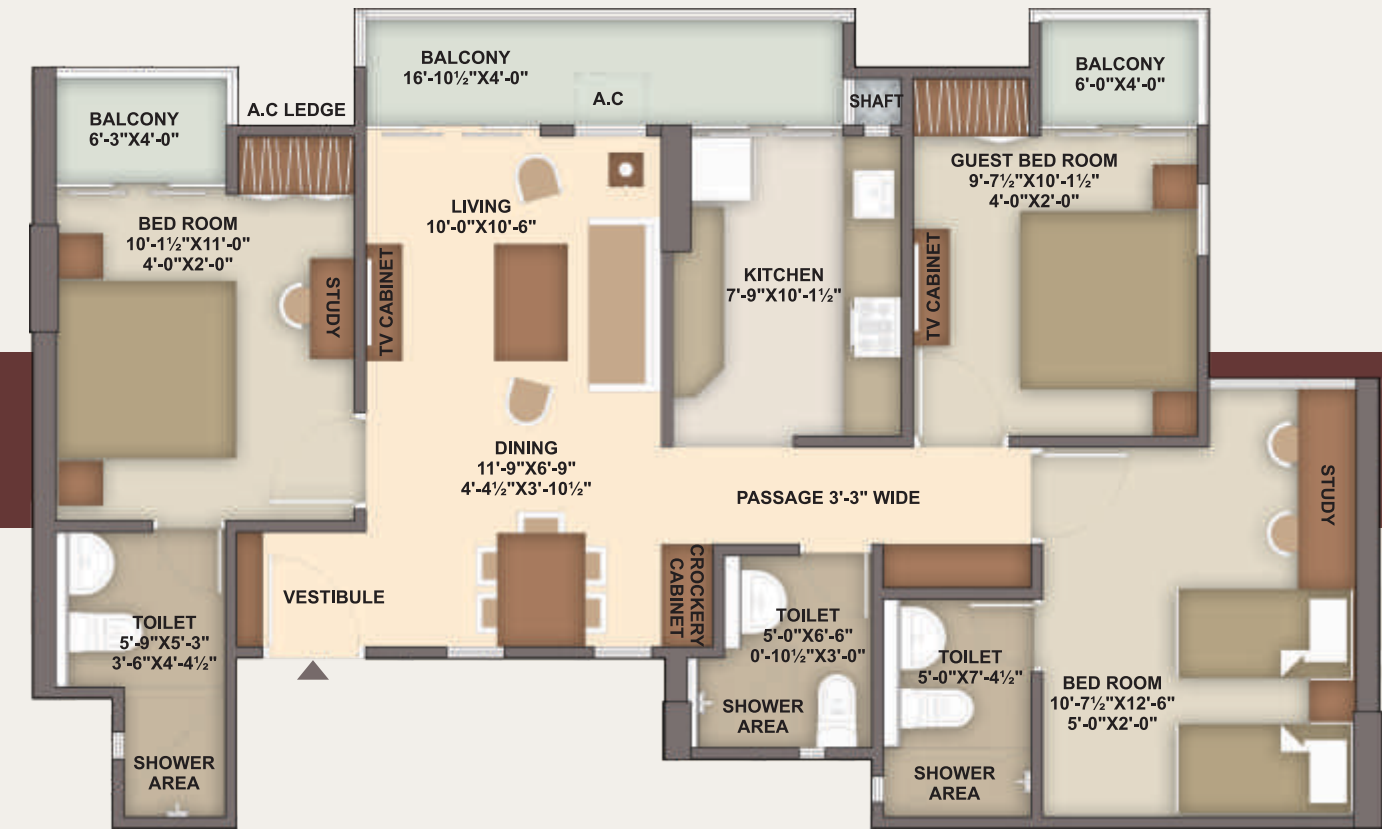 BALCONY
16'-10½"X4'-0"
BALCONY
6'-0"X4'-0"
A.C
SHAFT
A.C LEDGE
BALCONY
6'-3"X4'-0"
GUEST BED ROOM
9'-7½"X10'-1½"
4'-0"X2'-0"
BED ROOM
10'-1½"X11'-0"
4'-0"X2'-0"
LIVING
10'-0"X10'-6"
STUDY
TV CABINET
KITCHEN
7'-9"X10'-1½"
TV CABINET
DINING
11'-9"X6'-9"
4'-4½"X3'-10½"
PASSAGE 3'-3" WIDE
STUDY
VESTIBULE
CROCKERY
CABINET
TOILET
5'-9"X5'-3"
3'-6"X4'-4½"
TOILET
5'-0"X6'-6"
0'-10½"X3'-0"
TOILET
5'-0"X7'-4½"
BED ROOM
10'-7½"X12'-6"
5'-0"X2'-0"
SHOWER
AREA
SHOWER
AREA
SHOWER
AREA